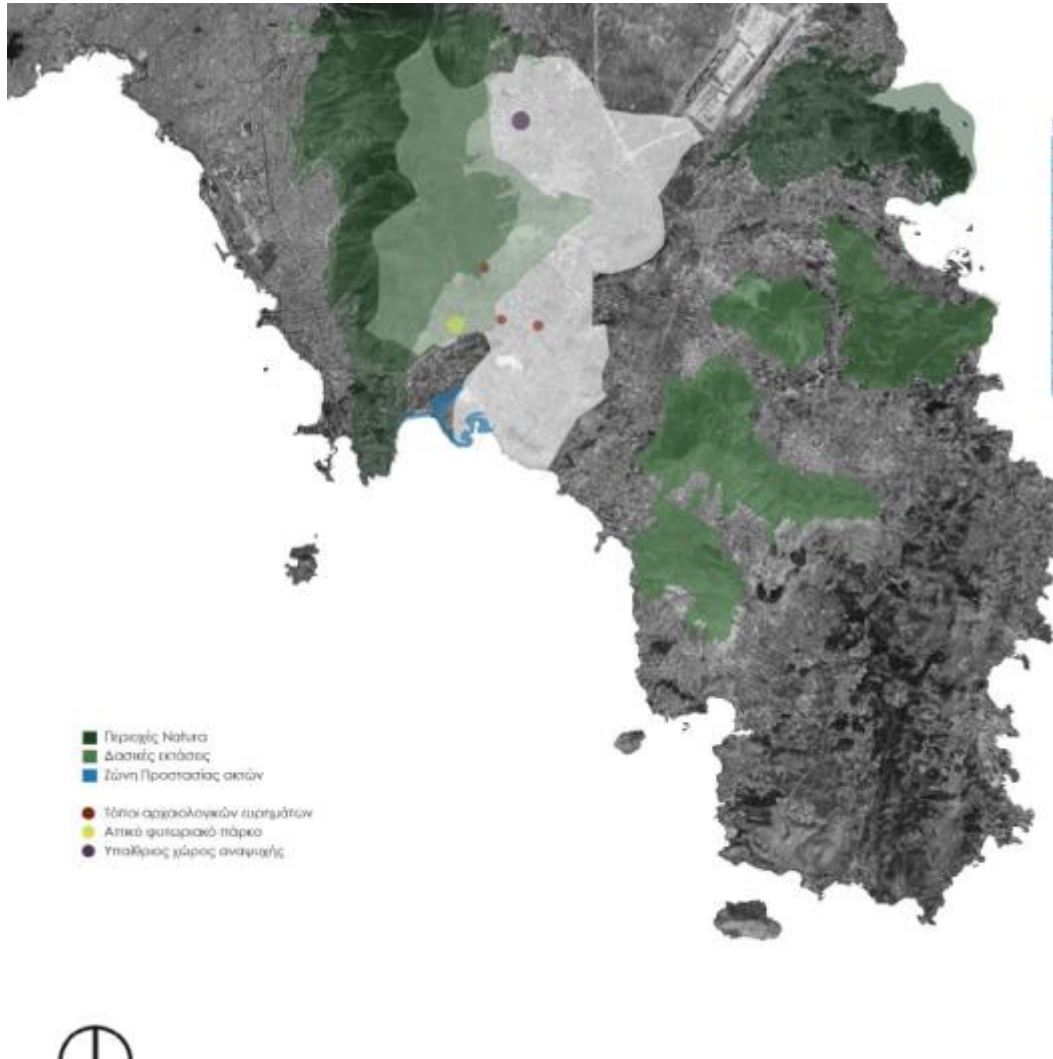 Περιοχές Natura
Δασικές εκτάσεις
Ζώνη Προστασίας ακτών
Τόποι αρχαιολογικών ευρημάτων
Αττικό φυτωριακό πάρκο
Υπαίθριος χώρος αναψυχής